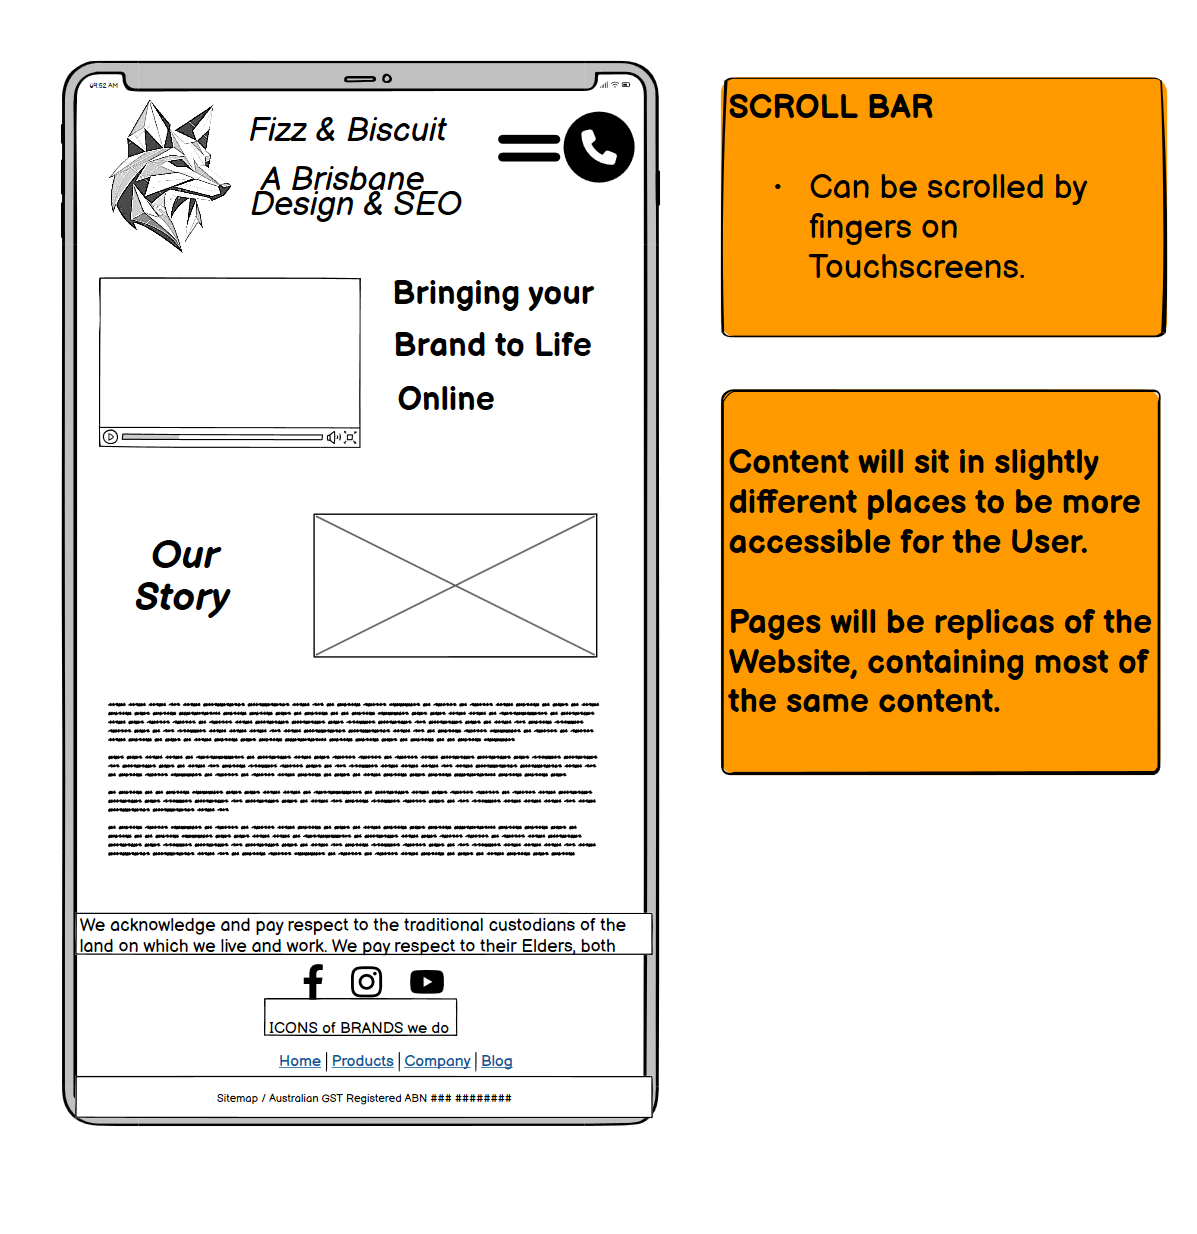 09:52 AM
Fizz & Biscuit
A Brisbane
Design & SEO
Bringing your
Brand to Life
Online
Our
Story
We acknowledge and pay respect to the traditional custodians of the
land on which we live and work. We pay respect to their Elders, both
ICONS of BRANDS we do
Home | Products | Company | Blog
Sitemap / Australian GST Registered ABN ### ########
SCROLL BAR
• Can be scrolled by
fingers on
Touchscreens.
Content will sit in slightly
different places to be more
accessible for the User.
Pages will be replicas of the
Website, containing most of
the same content.